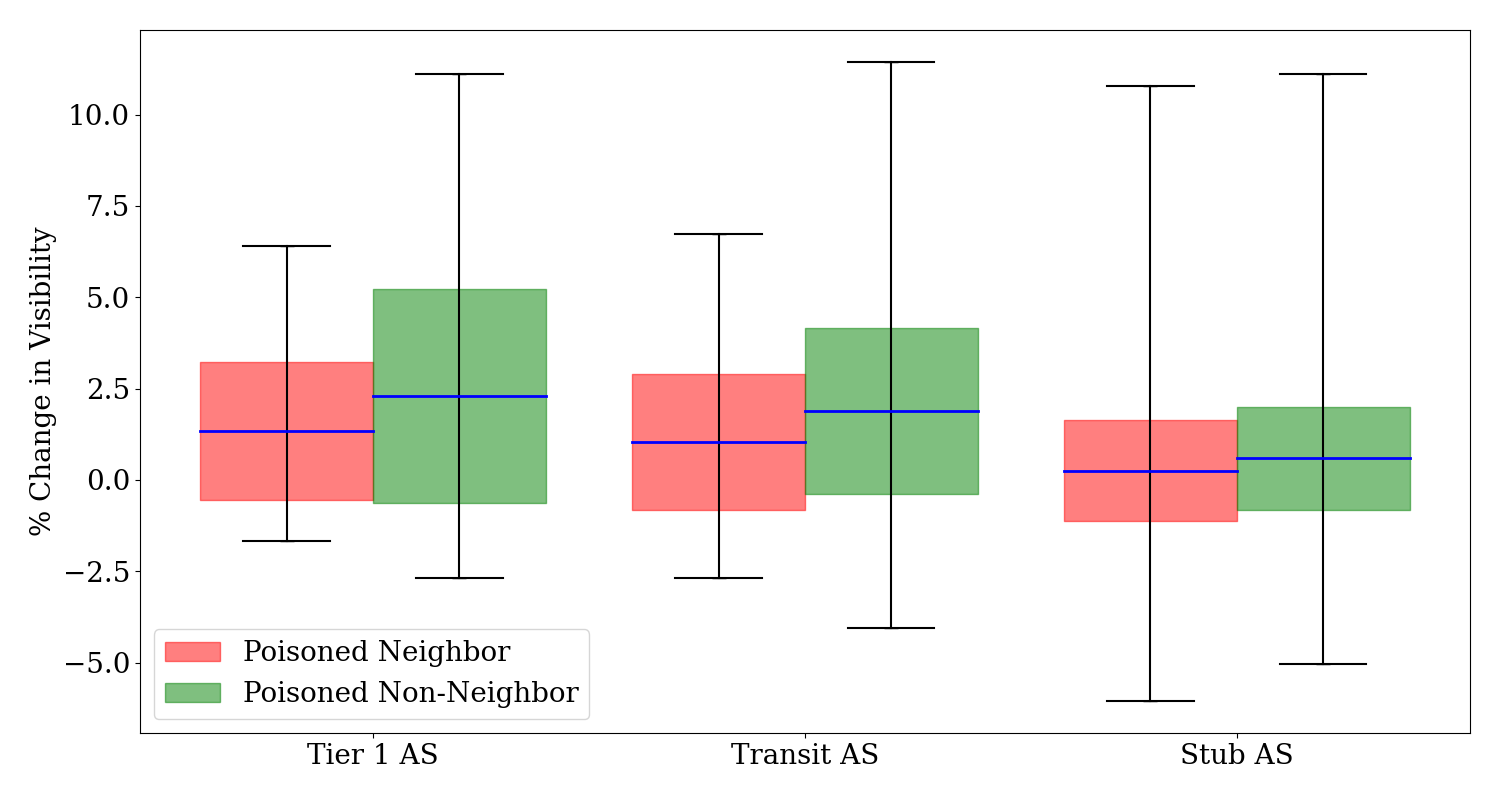 % Change in Visibility
10.0
7.5
5.0
2.5
0.0
−2.5
−5.0
Poisoned Neighbor
Poisoned Non-Neighbor
Tier 1 AS
Transit AS
Stub AS